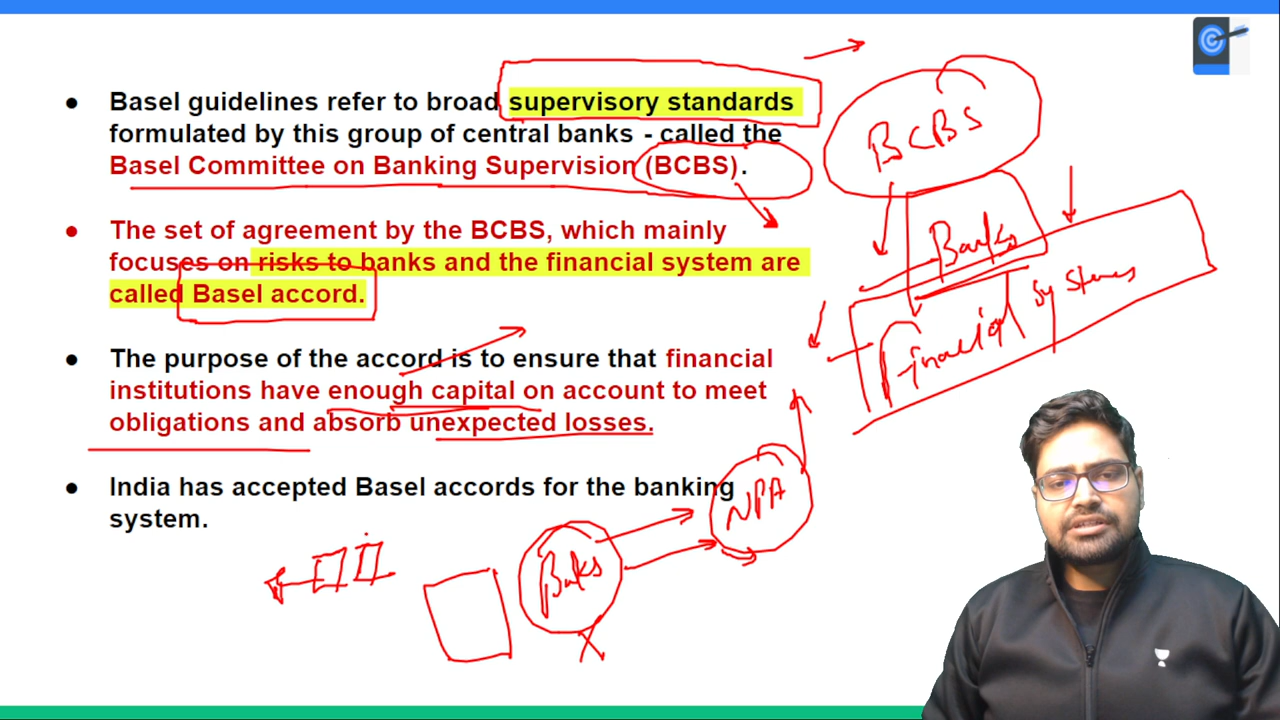 ● Basel guidelines refer to broad supervisory standards
formulated by this group of central banks - called the
Basel Committee on Banking Supervision (BCBS).
● The set of agreement by the BCBS, which mainly
focuses on risks to banks and the financial system are
called Basel accord.
● The purpose of the accord is to ensure that financial
institutions have enough capital on account to meet
obligations and absorb unexpected losses.
● India has accepted Basel accords for the banking
system.
BCBS
Banks
financial systems
NPA
Banks